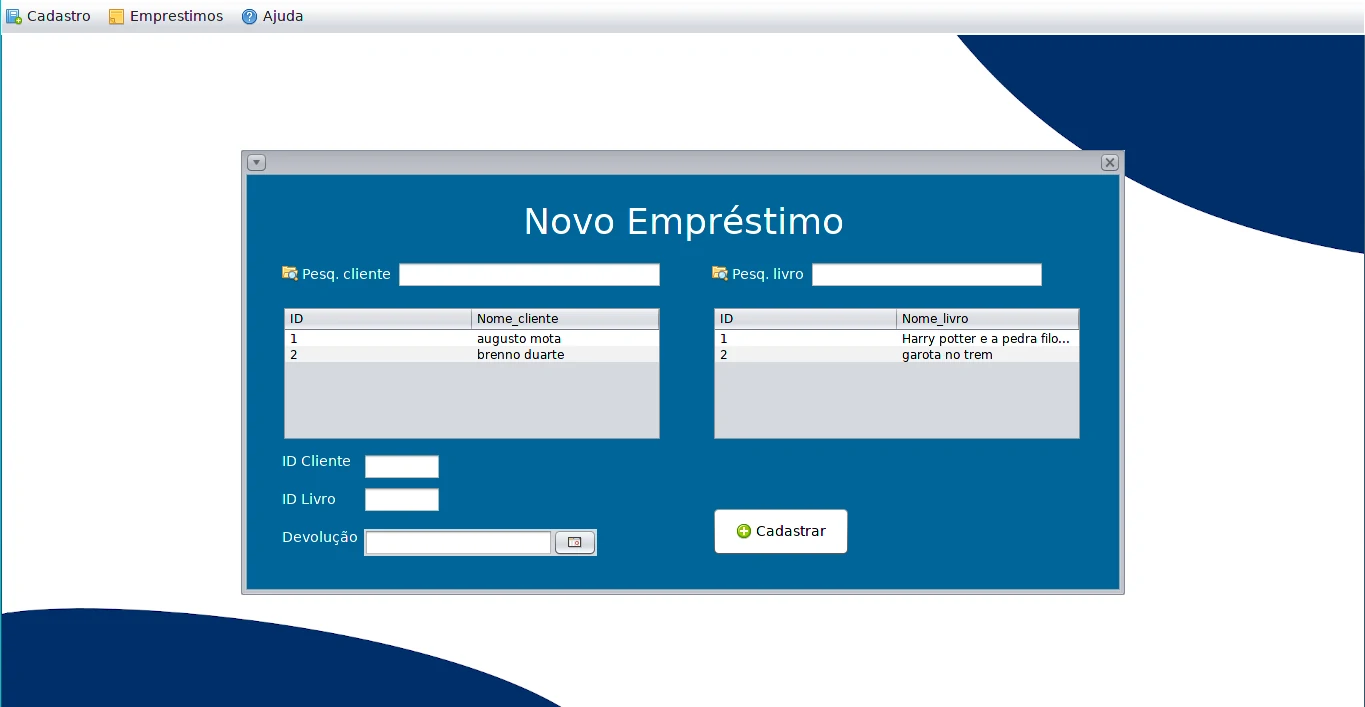 Cadastro Emprestimos Ajuda
Novo Empréstimo
Pesq. cliente
Pesq. livro
ID Nome_cliente
1 augusto mota
2 brenno duarte
ID Nome_livro
1 Harry potter e a pedra filo...
2 garota no trem
ID Cliente
ID Livro
Devolução
Cadastrar